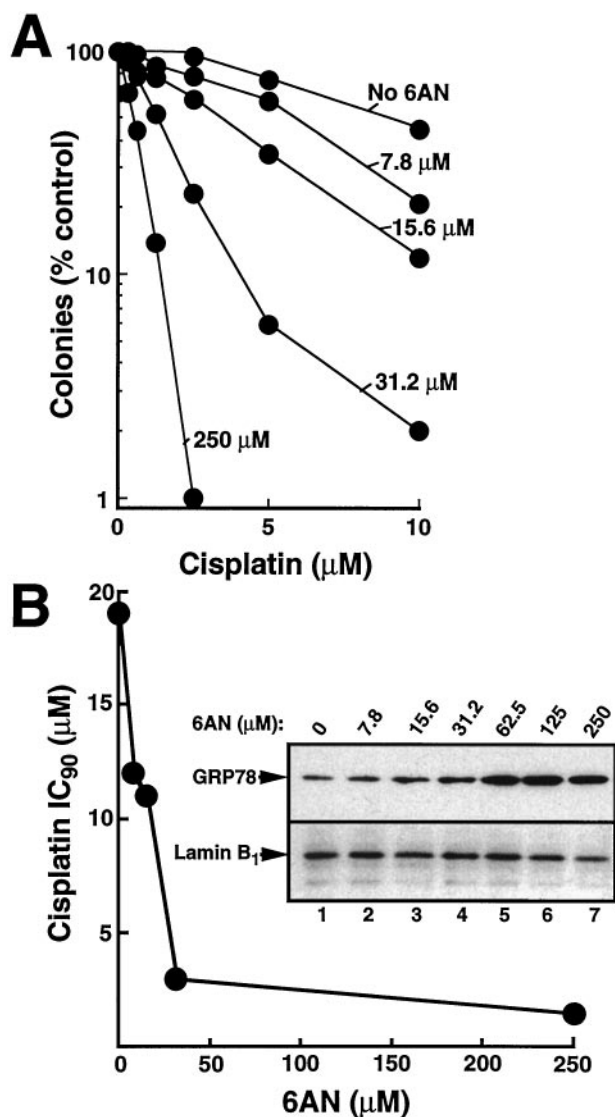 A
100
10
1
Colonies (% control)
No 6AN
7.8 μM
15.6 μM
31.2 μM
250 μM
0 5 10
Cisplatin (μM)
B
20
15
10
5
Cisplatin IC90 (μM)
6AN (μM): 0 7.8 15.6 31.2 62.5 125 250
GRP78
Lamin B1
1 2 3 4 5 6 7
0 50 100 150 200 250
6AN (μM)